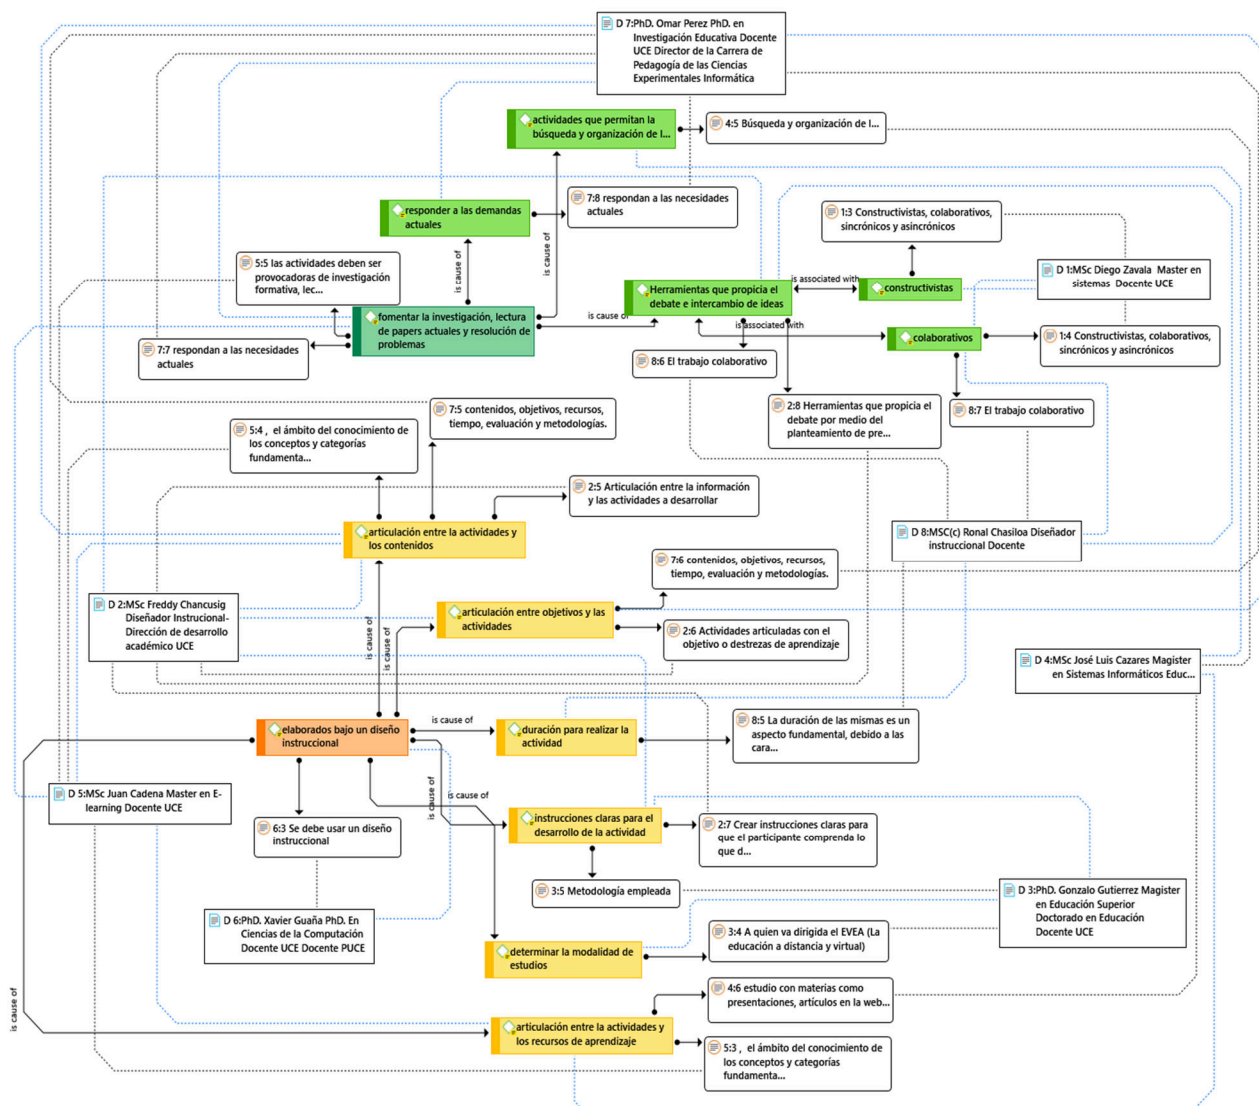 D 7:PhD. Omar Perez PhD. en
Investigación Educativa Docente
UCE Director de la Carrera de
Pedagogía de las Ciencias
Experimentales Informática
actividades que permitan la
búsqueda y organización de l...
4:5 Búsqueda y organización de l...
7:8 respondan a las necesidades
actuales
responder a las demandas
actuales
1:3 Constructivistas, colaborativos,
sincrónicos y asincrónicos
is cause of
is cause of
5:5 las actividades deben ser
provocadoras de investigación
formativa, lec...
D 1:MSc Diego Zavala Master en
sistemas Docente UCE
is associated with
Herramientas que propicia el
debate e intercambio de ideas
constructivistas
fomentar la investigación, lectura
de papers actuales y resolución de
problemas
is cause of
is associated with
colaborativos
1:4 Constructivistas, colaborativos,
sincrónicos y asincrónicos
7:7 respondan a las necesidades
actuales
8:6 El trabajo colaborativo
7:5 contenidos, objetivos, recursos,
tiempo, evaluación y metodologías.
2:8 Herramientas que propicia el
debate por medio del
planteamiento de pre...
8:7 El trabajo colaborativo
5:4 , el ámbito del conocimiento de
los conceptos y categorías
fundamenta...
2:5 Articulación entre la información
y las actividades a desarrollar
articulación entre la actividades y
los contenidos
D 8:MSC(c) Ronal Chasiloa Diseñador
instruccional Docente
7:6 contenidos, objetivos, recursos,
tiempo, evaluación y metodologías.
D 2:MSc Freddy Chancusig
Diseñador Instrucional-
Dirección de desarrollo
académico UCE
articulación entre objetivos y las
actividades
is cause of
is cause of
2:6 Actividades articuladas con el
objetivo o destrezas de aprendizaje
D 4:MSc José Luis Cazares Magíster
en Sistemas Informáticos Educ...
elaborados bajo un diseño
instruccional
is cause of
duración para realizar la
actividad
8:5 La duración de las mismas es un
aspecto fundamental, debido a las
cara...
D 5:MSc Juan Cadena Master en E-
learning Docente UCE
is cause of
is cause of
instrucciones claras para el
desarrollo de la actividad
6:3 Se debe usar un diseño
instruccional
2:7 Crear instrucciones claras para
que el participante comprenda lo
que d...
3:5 Metodología empleada
D 3:PhD. Gonzalo Gutierrez Magister
en Educación Superior
Doctorado en Educación
Docente UCE
D 6:PhD. Xavier Guaña PhD. En
Ciencias de la Computación
Docente UCE Docente PUCE
determinar la modalidad de
estudios
3:4 A quien va dirigida el EVEA (La
educación a distancia y virtual)
is cause of
4:6 estudio con materías como
presentaciones, artículos en la web...
articulación entre la actividades y
los recursos de aprendizaje
5:3 , el ámbito del conocimiento de
los conceptos y categorías
fundamenta...